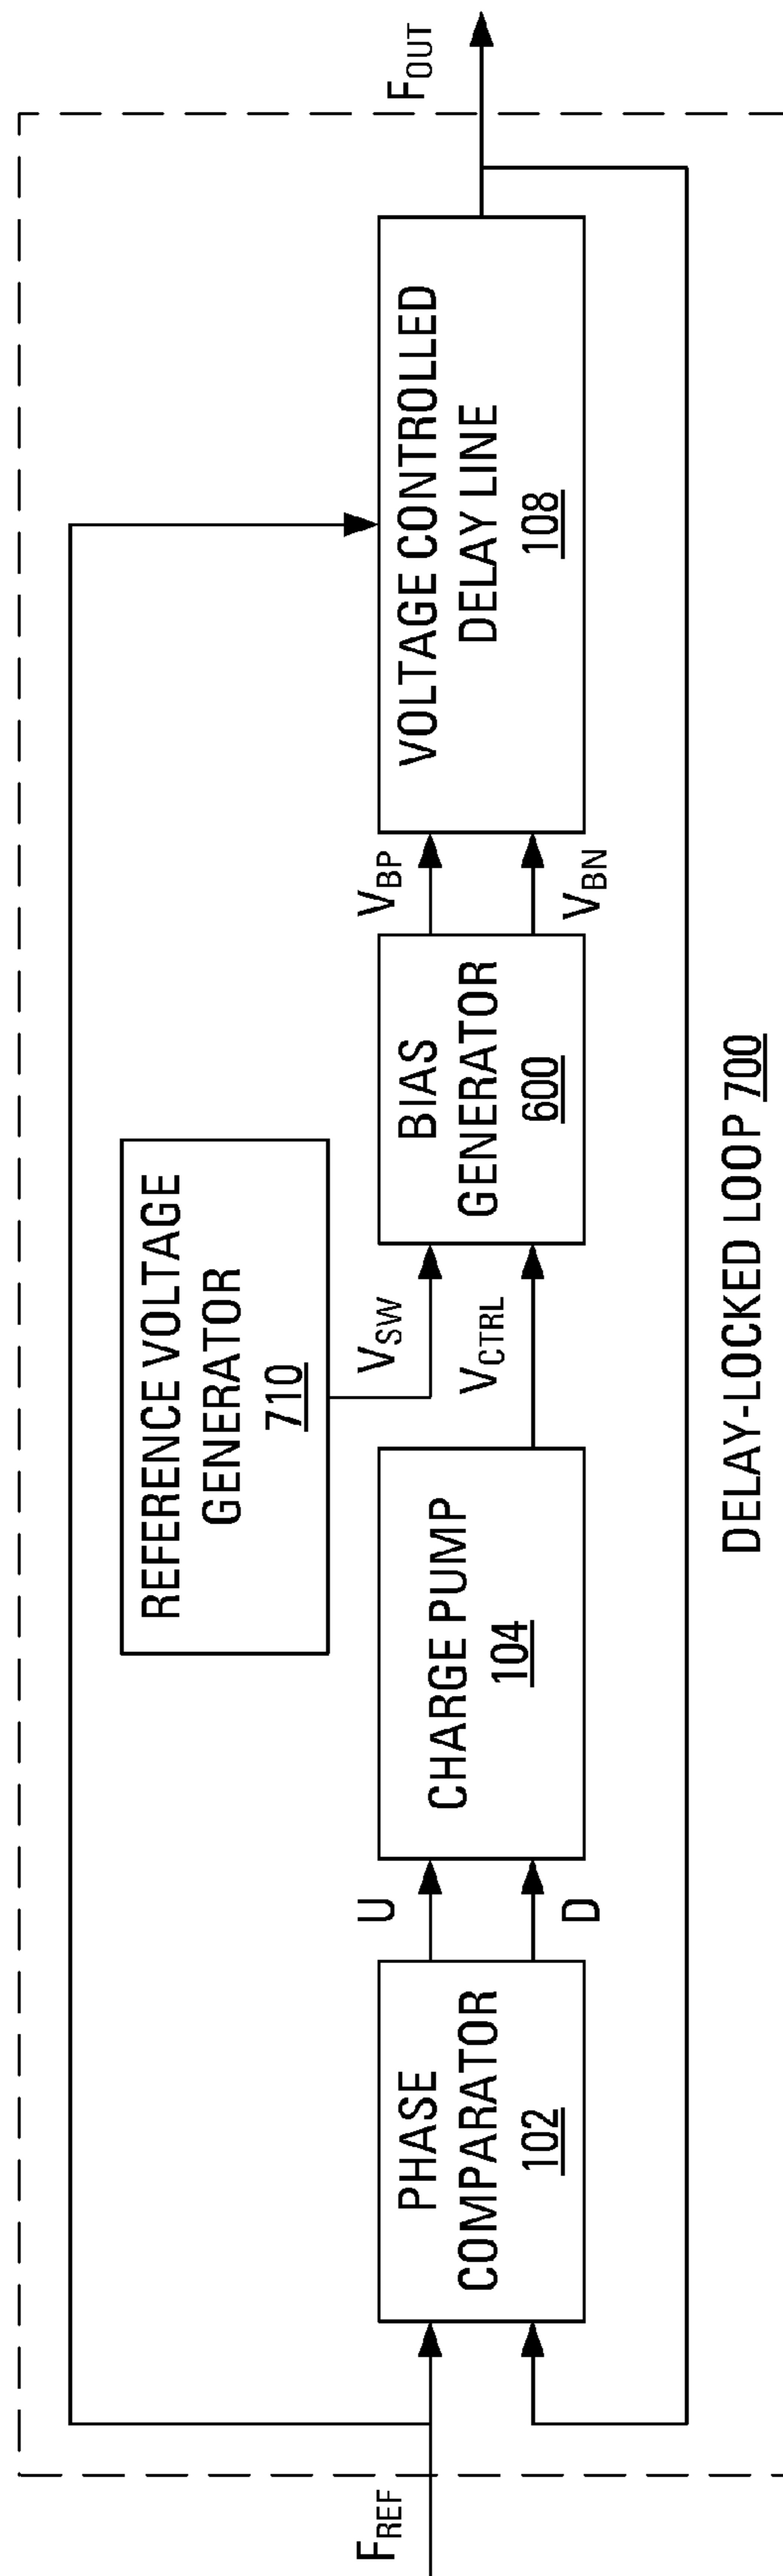 F_REF
PHASE
COMPARATOR
102
U
D
CHARGE PUMP
104
REFERENCE VOLTAGE
GENERATOR
710
V_SW
V_CTRL
BIAS
GENERATOR
600
V_BP
V_BN
VOLTAGE CONTROLLED
DELAY LINE
108
F_OUT
DELAY-LOCKED LOOP 700